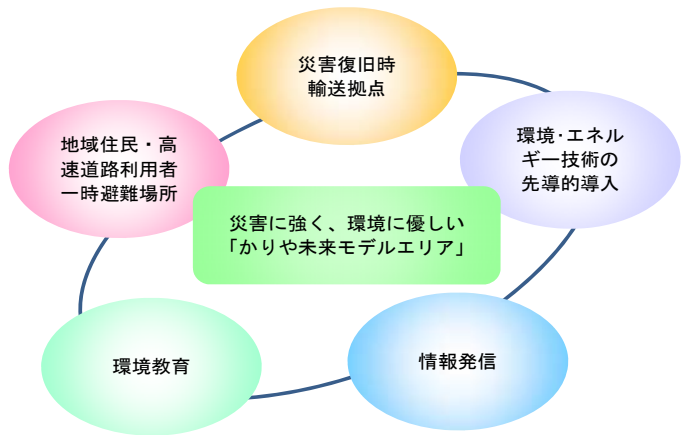 災害復旧時
輸送拠点
地域住民・高
速道路利用者
一時避難場所
環境・エネル
ギー技術の
先導的導入
災害に強く、環境に優しい
「かりや未来モデルエリア」
環境教育
情報発信